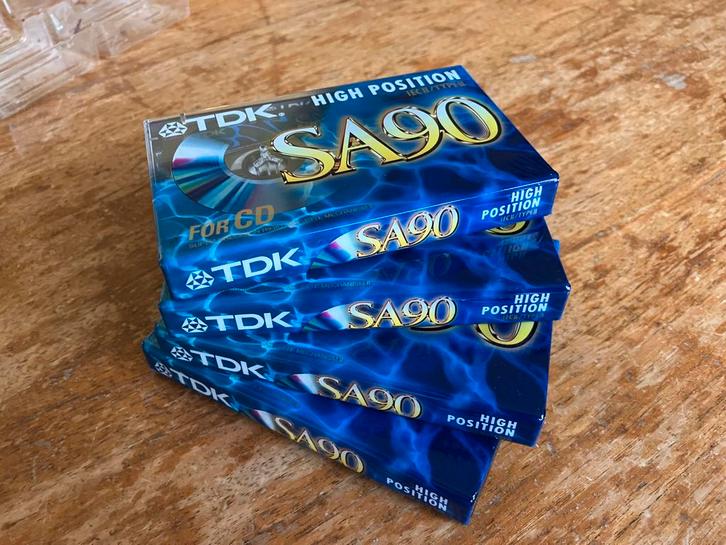 TDK.
HIGH POSITION
IEC II/TYPE II
SA90
FOR CD
TDK
SA90
HIGH
POSITION
IEC II/TYPE II
TDK
SA90
HIGH
POSITION
TDK
SA90
HIGH
POSITION
TDK
SA90
HIGH
POSITION